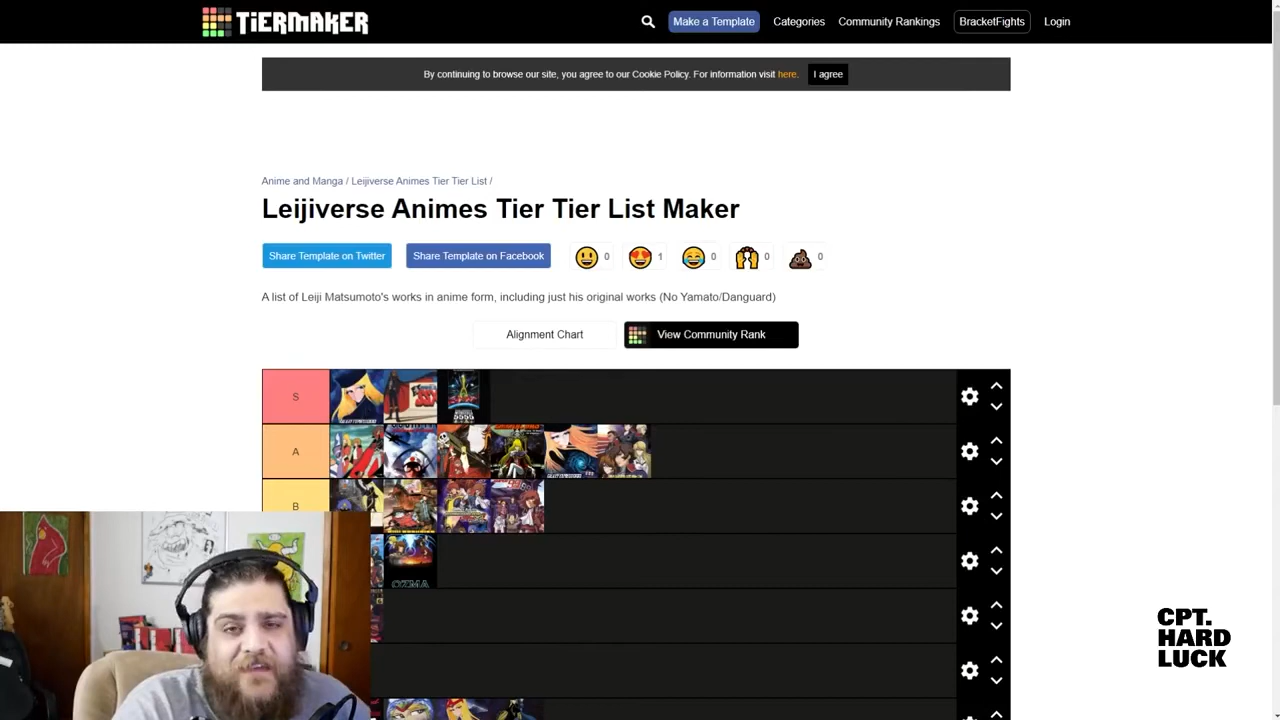 TiERMAKER
Make a Template
Categories
Community Rankings
BracketFights
Login
By continuing to browse our site, you agree to our Cookie Policy. For information visit here.
I agree
Anime and Manga / Leijiverse Animes Tier Tier List /
Leijiverse Animes Tier Tier List Maker
Share Template on Twitter
Share Template on Facebook
0
1
0
0
0
A list of Leiji Matsumoto's works in anime form, including just his original works (No Yamato/Danguard)
Alignment Chart
View Community Rank
S
5555
A
B
OZMA
CPT.
HARD
LUCK